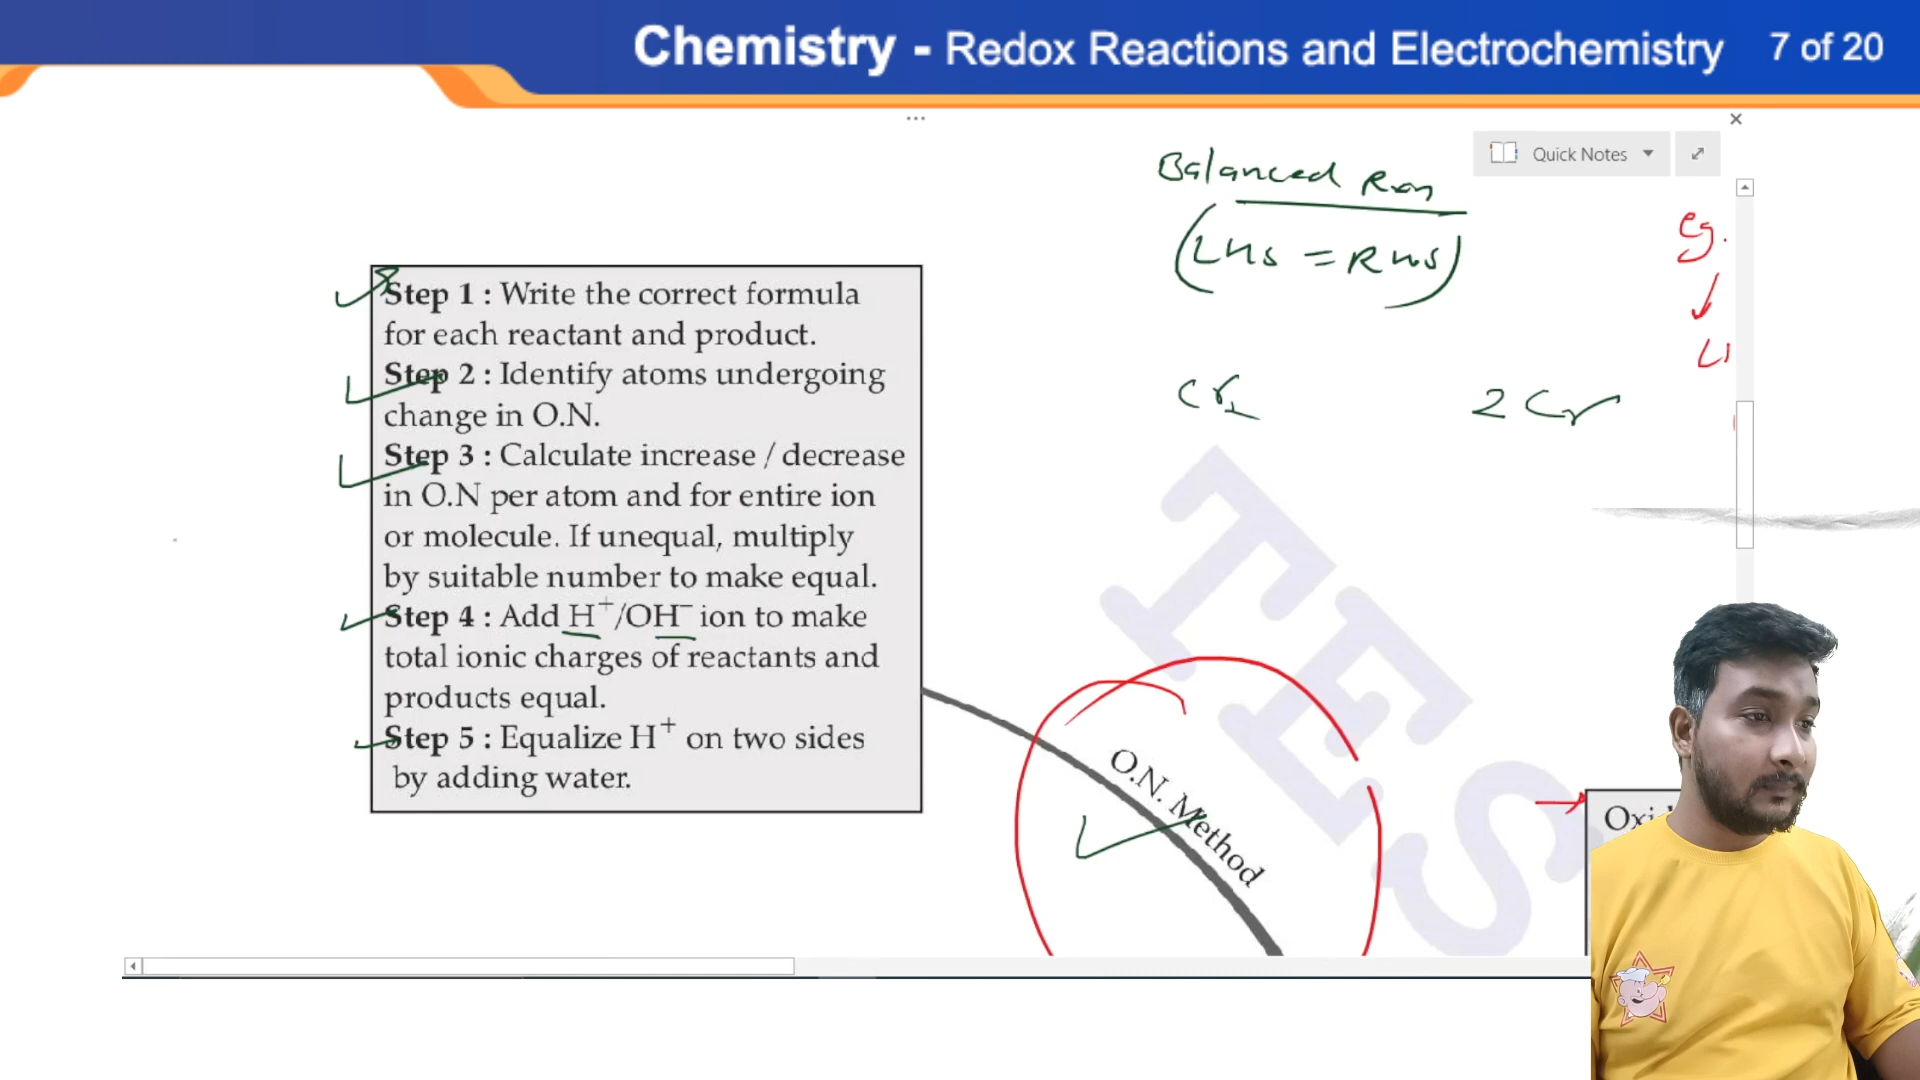 Chemistry - Redox Reactions and Electrochemistry 7 of 20
Quick Notes
Balanced Rxn
(LHS = RHS)
eg.
Step 1 : Write the correct formula
for each reactant and product.
Step 2 : Identify atoms undergoing
change in O.N.
Step 3 : Calculate increase / decrease
in O.N per atom and for entire ion
or molecule. If unequal, multiply
by suitable number to make equal.
Step 4 : Add H⁺/OH⁻ ion to make
total ionic charges of reactants and
products equal.
Step 5 : Equalize H⁺ on two sides
by adding water.
Cr₂
2 Cr
O.N. Method
Oxi
TES